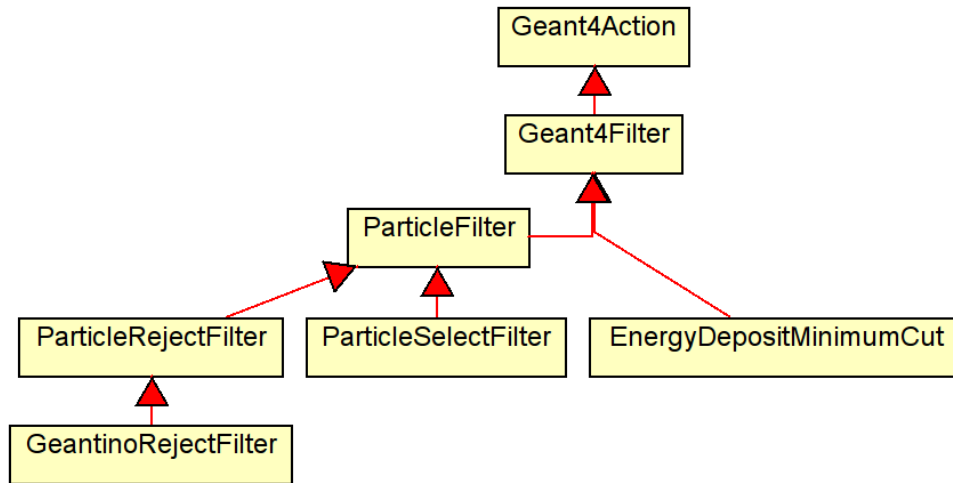 Geant4Action
Geant4Filter
ParticleFilter
ParticleRejectFilter
ParticleSelectFilter
EnergyDepositMinimumCut
GeantinoRejectFilter